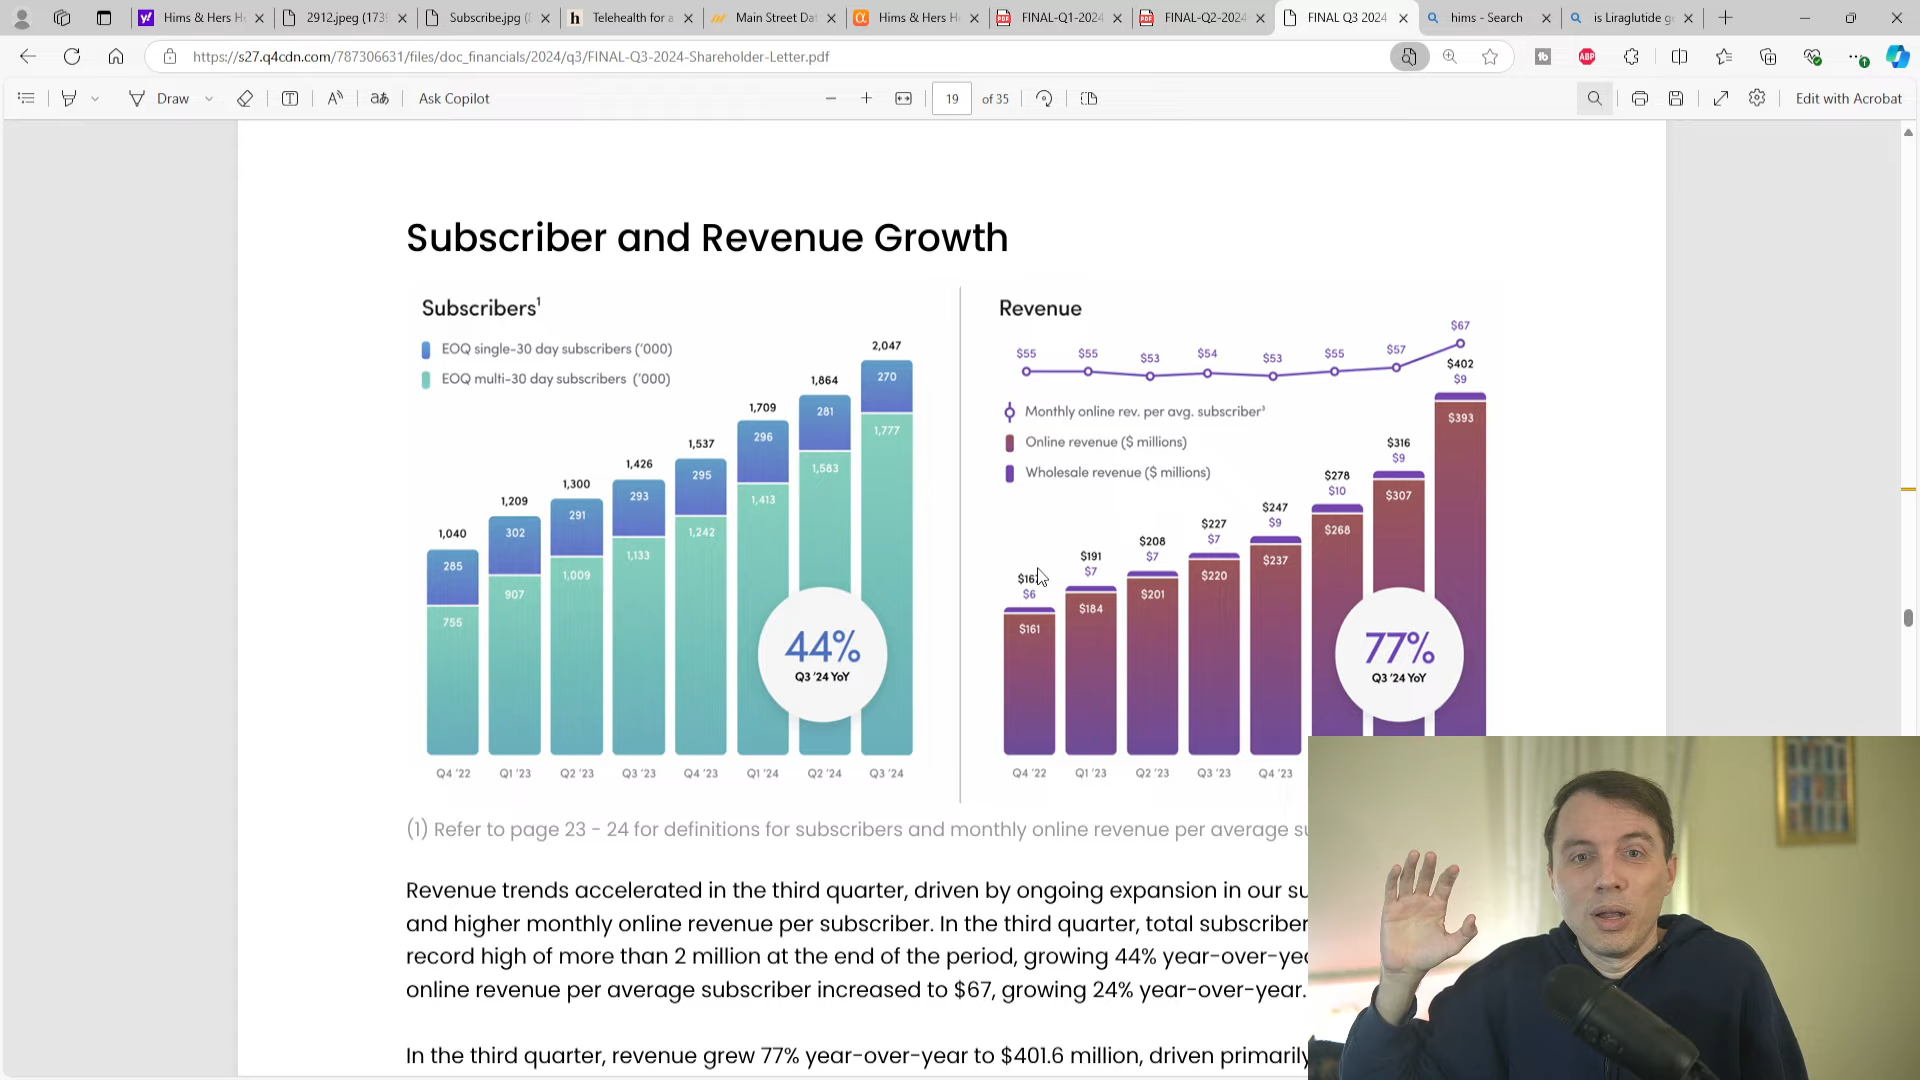 Hims & Hers H
2912.jpeg (173
Subscribe.jpg (
Telehealth for a
Main Street Da
Hims & Hers H
FINAL-Q1-2024
FINAL-Q2-2024
FINAL Q3 2024
hims - Search
is Liraglutide g
https://s27.q4cdn.com/787306631/files/doc_financials/2024/q3/FINAL-Q3-2024-Shareholder-Letter.pdf
ABP
Draw
Ask Copilot
19 of 35
Edit with Acrobat
Subscriber and Revenue Growth
Subscribers1
EOQ single-30 day subscribers ('000)
EOQ multi-30 day subscribers ('000)
1,040
1,209
1,300
1,426
1,537
1,709
1,864
2,047
285
302
291
293
295
296
281
270
755
907
1,009
1,133
1,242
1,413
1,583
1,777
44%
Q3 '24 YoY
Q4 '22 Q1 '23 Q2 '23 Q3 '23 Q4 '23 Q1 '24 Q2 '24 Q3 '24
Revenue
$55 $55 $53 $54 $53 $55 $57 $67
Monthly online rev. per avg. subscriber³
Online revenue ($ millions)
Wholesale revenue ($ millions)
$191
$208
$227
$247
$278
$316
$402
$6
$7
$7
$7
$9
$10
$9
$9
$161
$184
$201
$220
$237
$268
$307
$393
77%
Q3 '24 YoY
Q4 '22 Q1 '23 Q2 '23 Q3 '23 Q4 '23
(1) Refer to page 23 - 24 for definitions for subscribers and monthly online revenue per average su
Revenue trends accelerated in the third quarter, driven by ongoing expansion in our su
and higher monthly online revenue per subscriber. In the third quarter, total subscriber
record high of more than 2 million at the end of the period, growing 44% year-over-ye
online revenue per average subscriber increased to $67, growing 24% year-over-year.
In the third quarter, revenue grew 77% year-over-year to $401.6 million, driven primarily